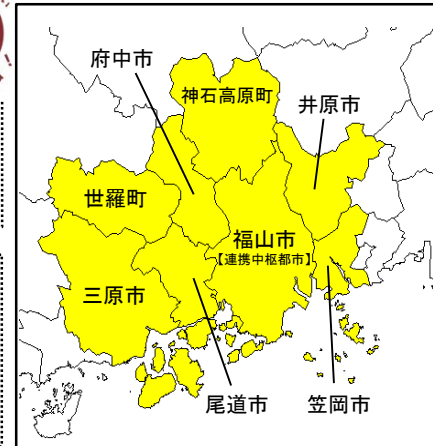 府中市
神石高原町
井原市
世羅町
福山市
【連携中枢都市】
三原市
尾道市
笠岡市